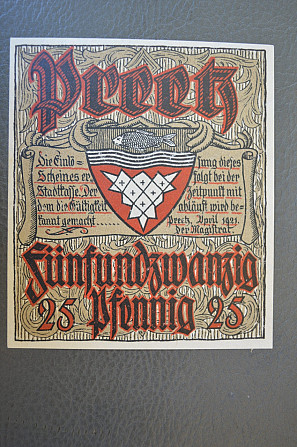 Preetz
Die Einlö= sung dieses
Scheines er folgt bei der
Stadtkasse. Der Zeitpunkt mit
dem die Gültigkeit abläuft wird be=
kannt gemacht...... Preetz, April 1921.
Der Magistrat.
Fünfundzwanzig
25 Pfennig 25